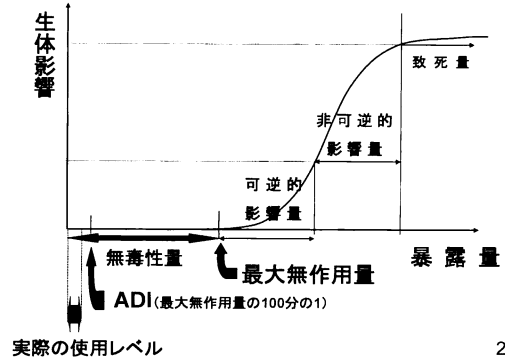 生体影響
致死量
非可逆的
影響量
可逆的
影響量
無毒性量
最大無作用量
暴露量
ADI(最大無作用量の100分の1)
実際の使用レベル
2